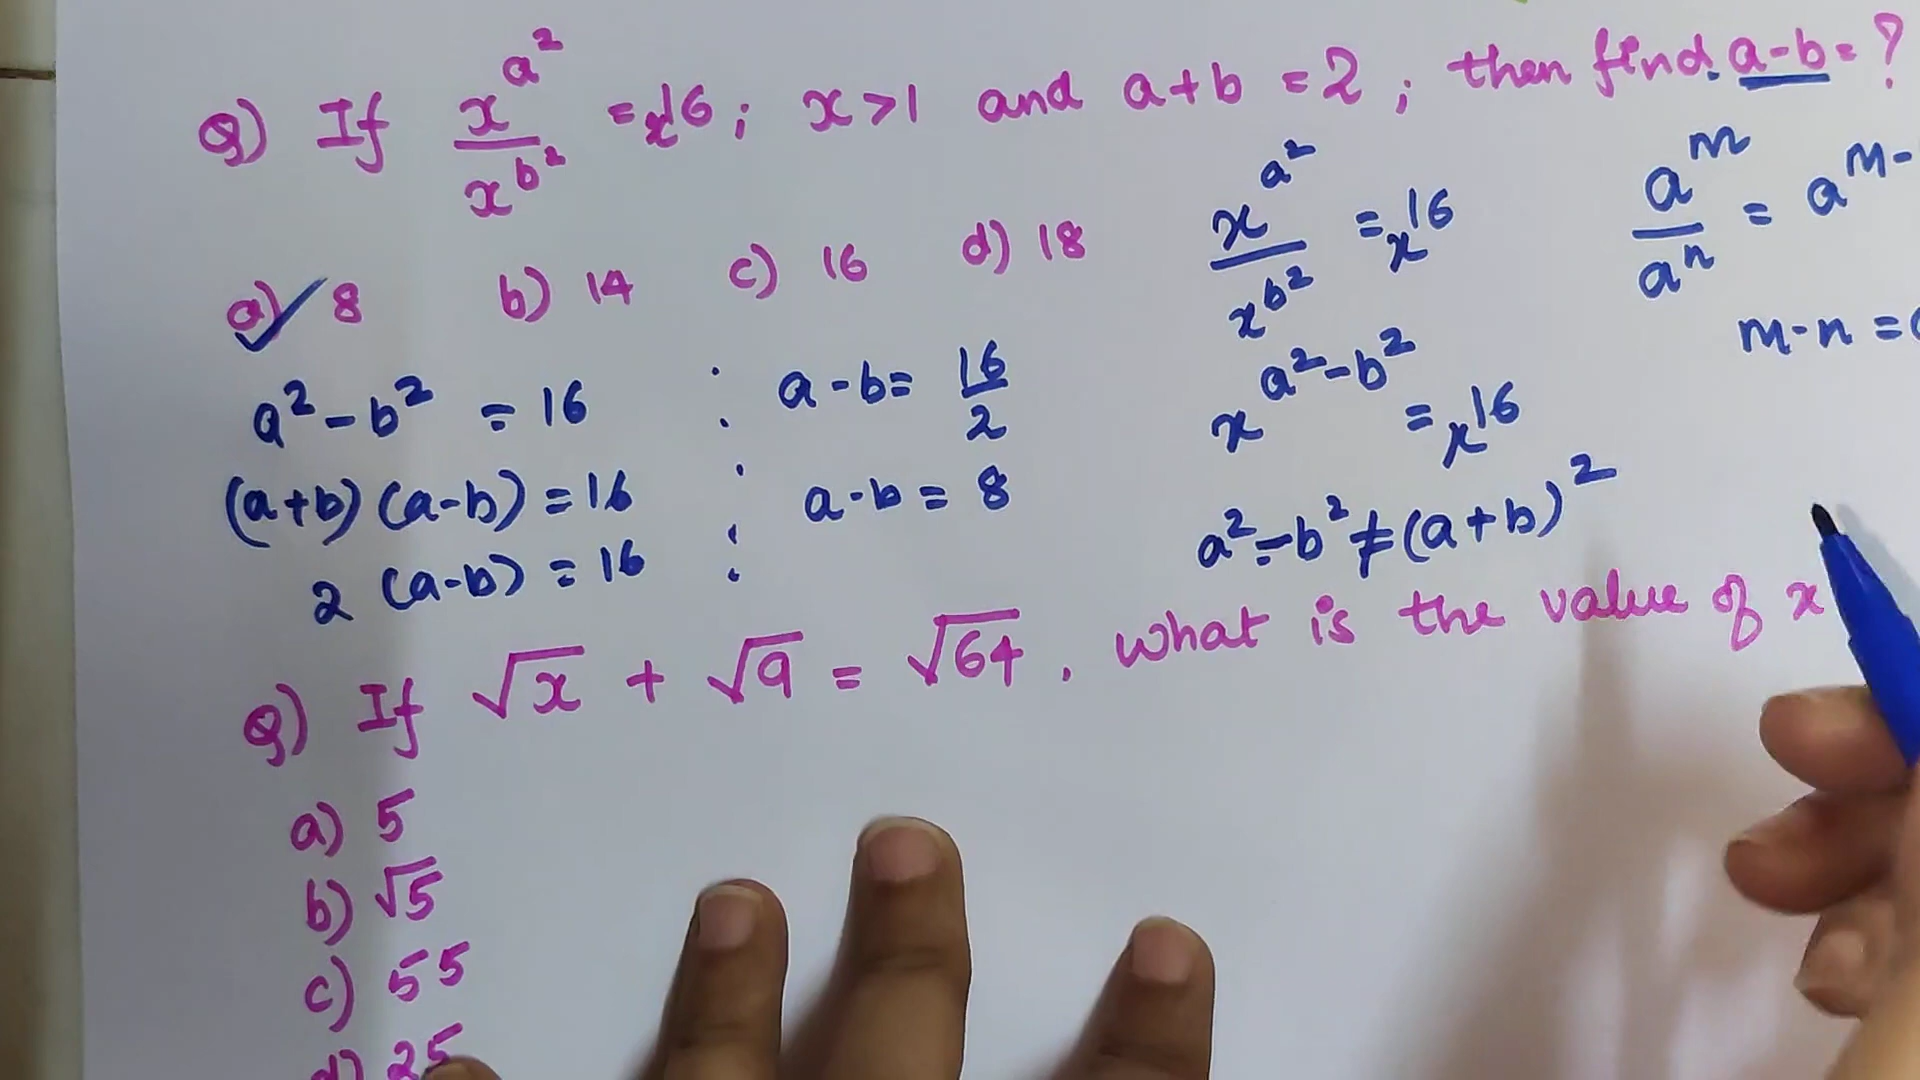 Q) If x^a² / x^b² = x^16 ; x>1 and a+b = 2 ; then find a-b = ?
a) 8 b) 14 c) 16 d) 18
a² - b² = 16
(a+b) (a-b) = 16
2 (a-b) = 16
a-b = 16/2
a-b = 8
x^a² / x^b² = x^16
x^a²-b² = x^16
a² - b² ≠ (a+b)²
a^m / a^n = a^m-
m-n =
Q) If √x + √9 = √64 . What is the value of x
a) 5
b) √5
c) 55
d) 25